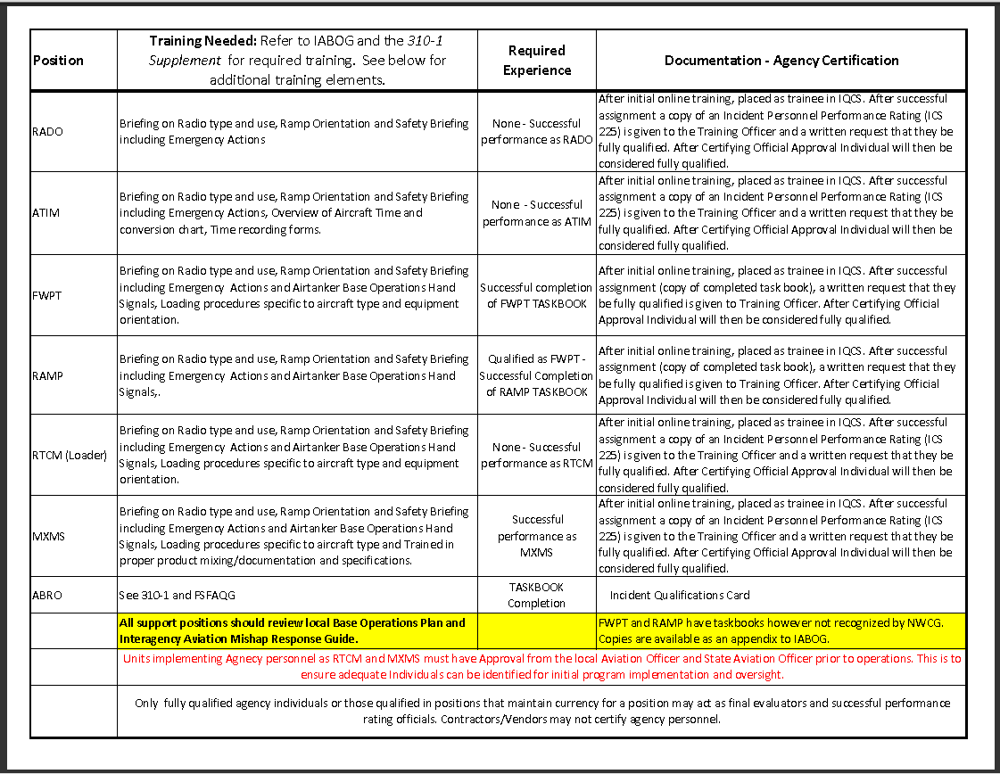 Position
Training Needed: Refer to IABOG and the 310-1
Supplement for required training. See below for
additional training elements.
Required
Experience
Documentation - Agency Certification
RADO
Briefing on Radio type and use, Ramp Orientation and Safety Briefing
including Emergency Actions
None - Successful
performance as RADO
After initial online training, placed as trainee in IQCS. After successful
assignment a copy of an Incident Personnel Performance Rating (ICS
225) is given to the Training Officer and a written request that they be
fully qualified. After Certifying Official Approval Individual will then be
considered fully qualified.
ATIM
Briefing on Radio type and use, Ramp Orientation and Safety Briefing
including Emergency Actions, Overview of Aircraft Time and
conversion chart, Time recording forms.
None - Successful
performance as ATIM
After initial online training, placed as trainee in IQCS. After successful
assignment a copy of an Incident Personnel Performance Rating (ICS
225) is given to the Training Officer and a written request that they be
fully qualified. After Certifying Official Approval Individual will then be
considered fully qualified.
FWPT
Briefing on Radio type and use, Ramp Orientation and Safety Briefing
including Emergency Actions and Airtanker Base Operations Hand
Signals, Loading procedures specific to aircraft type and equipment
orientation.
Successful completion
of FWPT TASKBOOK
After initial online training, placed as trainee in IQCS. After successful
assignment (copy of completed task book), a written request that they
be fully qualified is given to Training Officer. After Certifying Official
Approval Individual will then be considered fully qualified.
RAMP
Briefing on Radio type and use, Ramp Orientation and Safety Briefing
including Emergency Actions and Airtanker Base Operations Hand
Signals,.
Qualified as FWPT -
Successful Completion
of RAMP TASKBOOK
After initial online training, placed as trainee in IQCS. After successful
assignment (copy of completed task book), a written request that they
be fully qualified is given to Training Officer. After Certifying Official
Approval Individual will then be considered fully qualified.
RTCM (Loader)
Briefing on Radio type and use, Ramp Orientation and Safety Briefing
including Emergency Actions and Airtanker Base Operations Hand
Signals, Loading procedures specific to aircraft type and equipment
orientation.
None - Successful
performance as RTCM
After initial online training, placed as trainee in IQCS. After successful
assignment a copy of an Incident Personnel Performance Rating (ICS
225) is given to the Training Officer and a written request that they be
fully qualified. After Certifying Official Approval Individual will then be
considered fully qualified.
MXMS
Briefing on Radio type and use, Ramp Orientation and Safety Briefing
including Emergency Actions and Airtanker Base Operations Hand
Signals, Loading procedures specific to aircraft type and Trained in
proper product mixing/documentation and specifications.
Successful
performance as
MXMS
After initial online training, placed as trainee in IQCS. After successful
assignment a copy of an Incident Personnel Performance Rating (ICS
225) is given to the Training Officer and a written request that they be
fully qualified. After Certifying Official Approval Individual will then be
considered fully qualified.
ABRO
See 310-1 and FSFAQG
TASKBOOK
Completion
Incident Qualifications Card
All support positions should review local Base Operations Plan and
Interagency Aviation Mishap Response Guide.
FWPT and RAMP have taskbooks however not recognized by NWCG.
Copies are available as an appendix to IABOG.
Units implementing Agnecy personnel as RTCM and MXMS must have Approval from the local Aviation Officer and State Aviation Officer prior to operations. This is to
ensure adequate Individuals can be identified for initial program implementation and oversight.
Only fully qualified agency individuals or those qualified in positions that maintain currency for a position may act as final evaluators and successful performance
rating officials. Contractors/Vendors may not certify agency personnel.